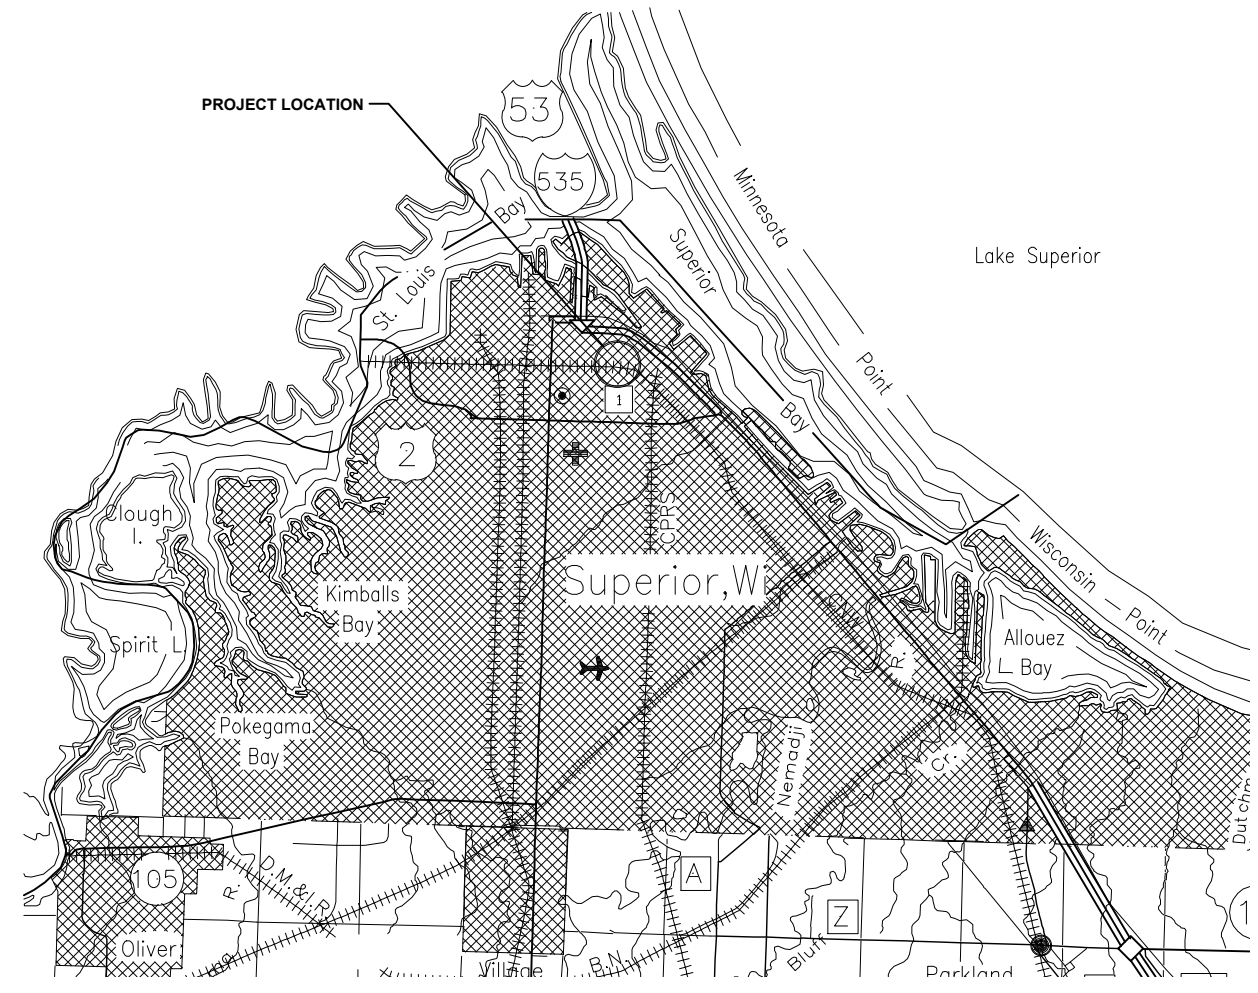 53
PROJECT LOCATION
535
Bay
Minnesota
Superior
Lake Superior
St. Louis
Point
1
Bay
2
Clough
I.
CPRS
Wisconsin
Point
Superior,Wi
Kimballs
Bay
C.N.W.
Allouez
Bay
Spirit L.
R.
Pokegama
Bay
Nemadji
Cr.
A
105
D.M.&I.R.
R.
Z
1
Oliver,
Bluff
B.N.
Village
Parkland